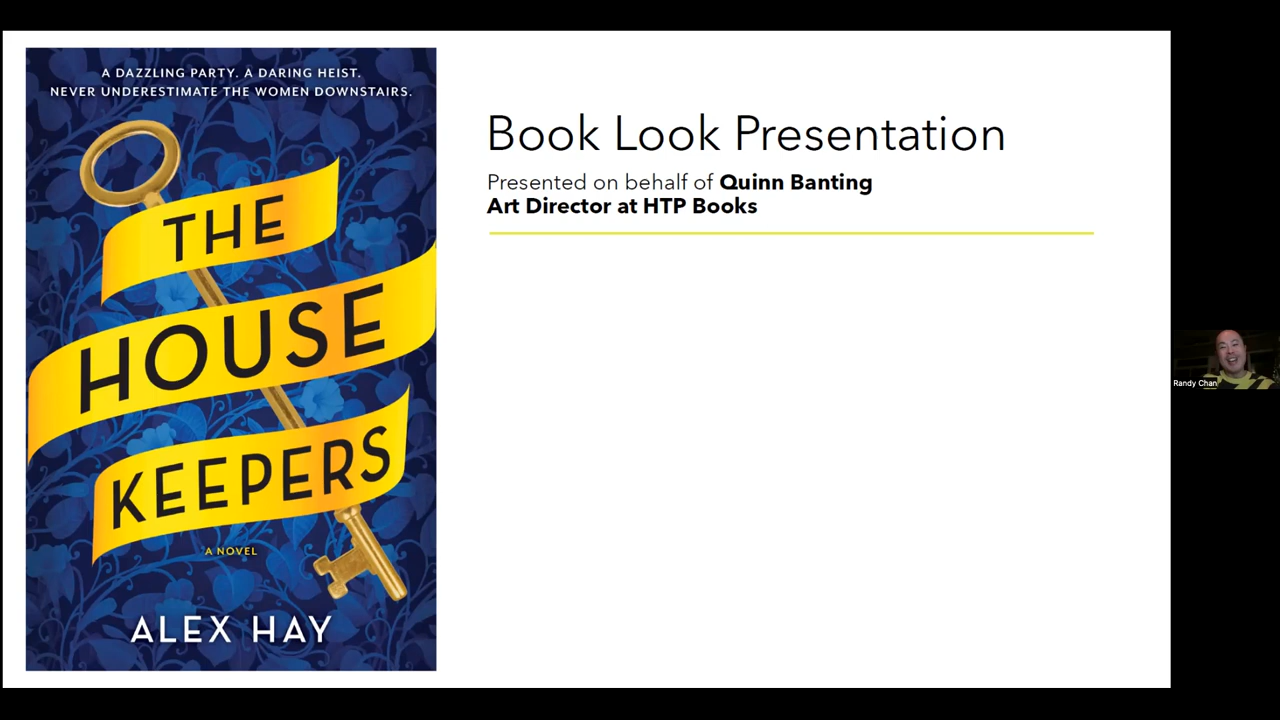 A DAZZLING PARTY. A DARING HEIST.
NEVER UNDERESTIMATE THE WOMEN DOWNSTAIRS.
THE
HOUSE
KEEPERS
A NOVEL
ALEX HAY
Book Look Presentation
Presented on behalf of Quinn Banting
Art Director at HTP Books
Randy Chan